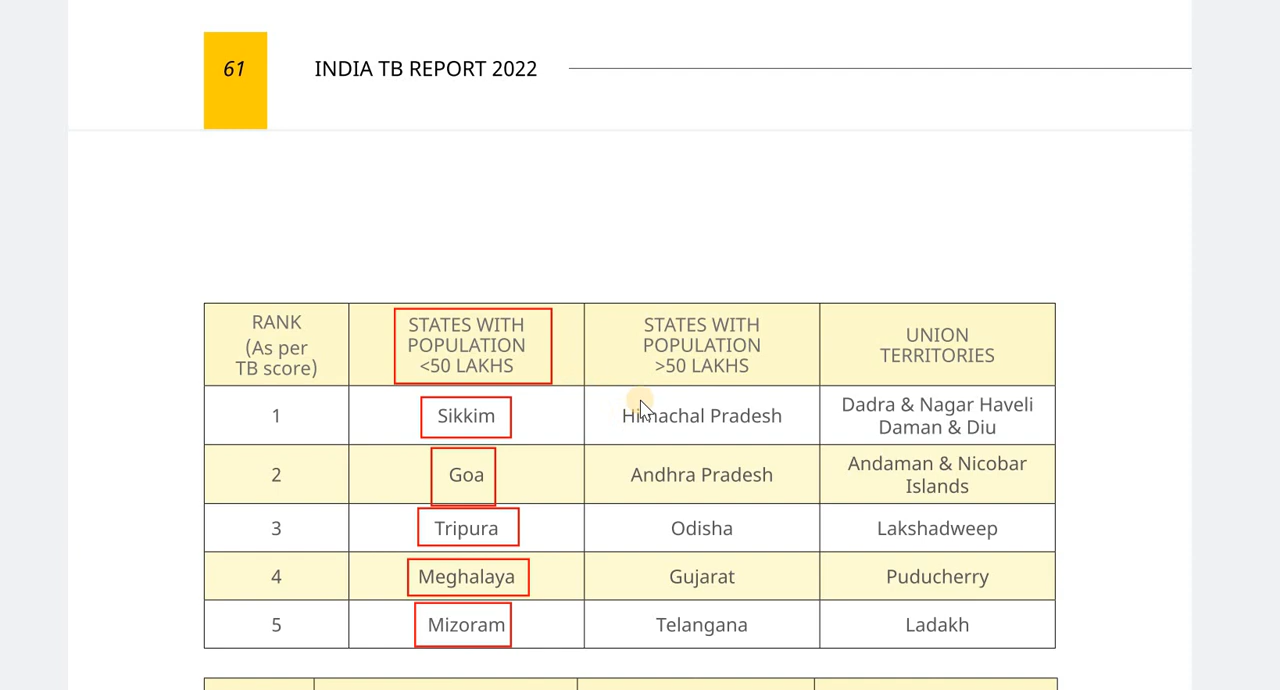 61
INDIA TB REPORT 2022
RANK
(As per
TB score)
STATES WITH
POPULATION
<50 LAKHS
STATES WITH
POPULATION
>50 LAKHS
UNION
TERRITORIES
1
Sikkim
Himachal Pradesh
Dadra & Nagar Haveli
Daman & Diu
2
Goa
Andhra Pradesh
Andaman & Nicobar
Islands
3
Tripura
Odisha
Lakshadweep
4
Meghalaya
Gujarat
Puducherry
5
Mizoram
Telangana
Ladakh